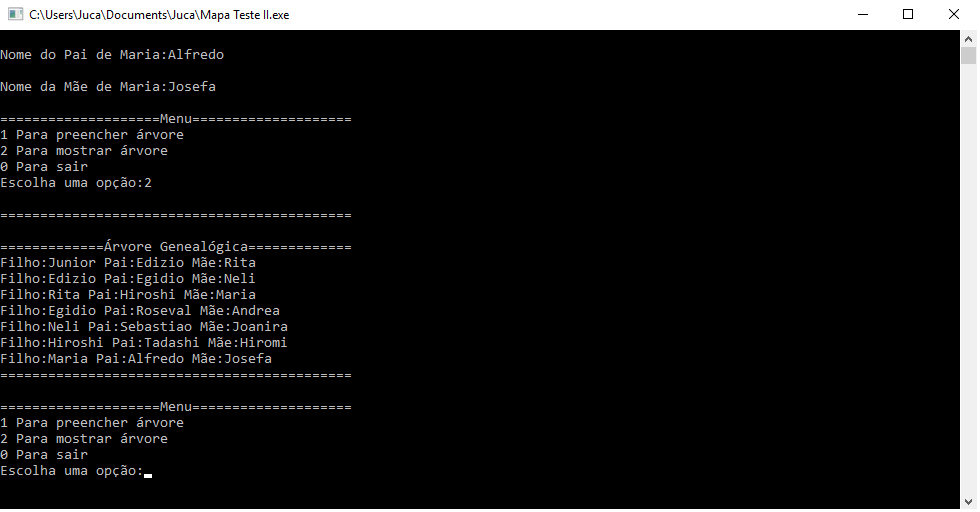 C:\Users\Juca\Documents\Juca\Mapa Teste II.exe
Nome do Pai de Maria:Alfredo
Nome da Mãe de Maria:Josefa
====================Menu====================
1 Para preencher árvore
2 Para mostrar árvore
0 Para sair
Escolha uma opção:2
============================================
=============Árvore Genealógica=============
Filho:Junior Pai:Edizio Mãe:Rita
Filho:Edizio Pai:Egidio Mãe:Neli
Filho:Rita Pai:Hiroshi Mãe:Maria
Filho:Egidio Pai:Roseval Mãe:Andrea
Filho:Neli Pai:Sebastiao Mãe:Joanira
Filho:Hiroshi Pai:Tadashi Mãe:Hiromi
Filho:Maria Pai:Alfredo Mãe:Josefa
============================================
====================Menu====================
1 Para preencher árvore
2 Para mostrar árvore
0 Para sair
Escolha uma opção: